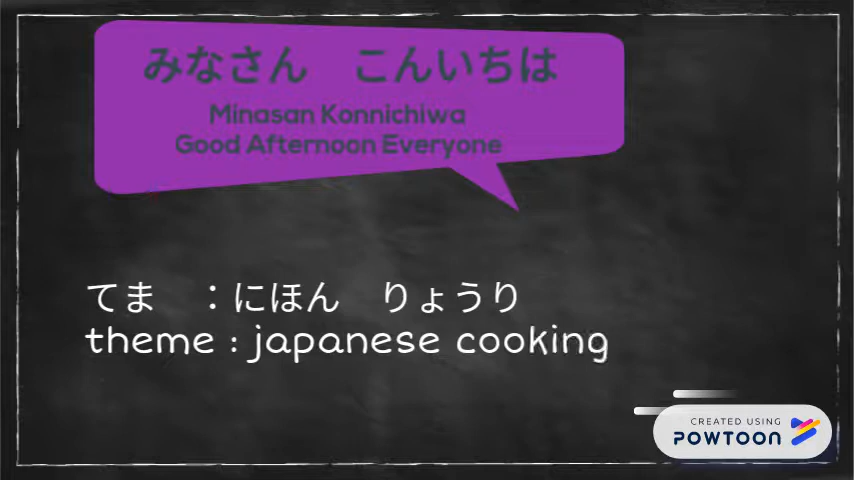 みなさん　こんいちは
Minasan Konnichiwa
Good Afternoon Everyone
てま　：にほん　りょうり
theme : japanese cooking
CREATED USING
POWTOON